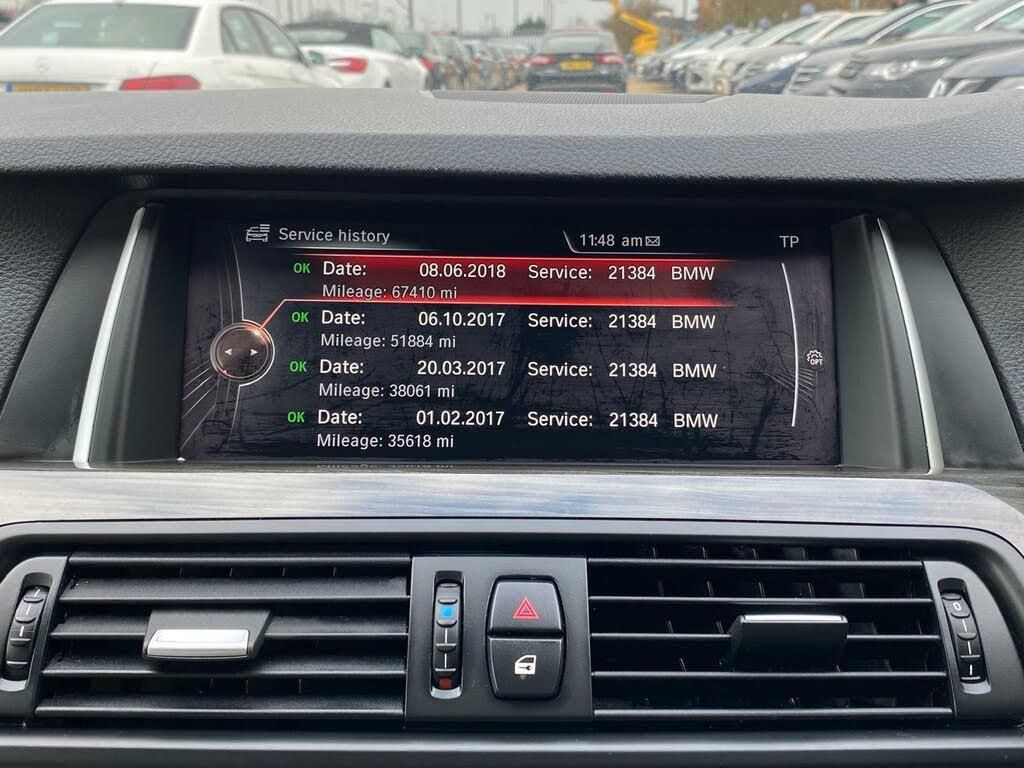 Service history
11:48 am
TP
OK Date: 08.06.2018 Service: 21384 BMW
Mileage: 67410 mi
OK Date: 06.10.2017 Service: 21384 BMW
Mileage: 51884 mi
OK Date: 20.03.2017 Service: 21384 BMW
Mileage: 38061 mi
OK Date: 01.02.2017 Service: 21384 BMW
Mileage: 35618 mi
OPT
0